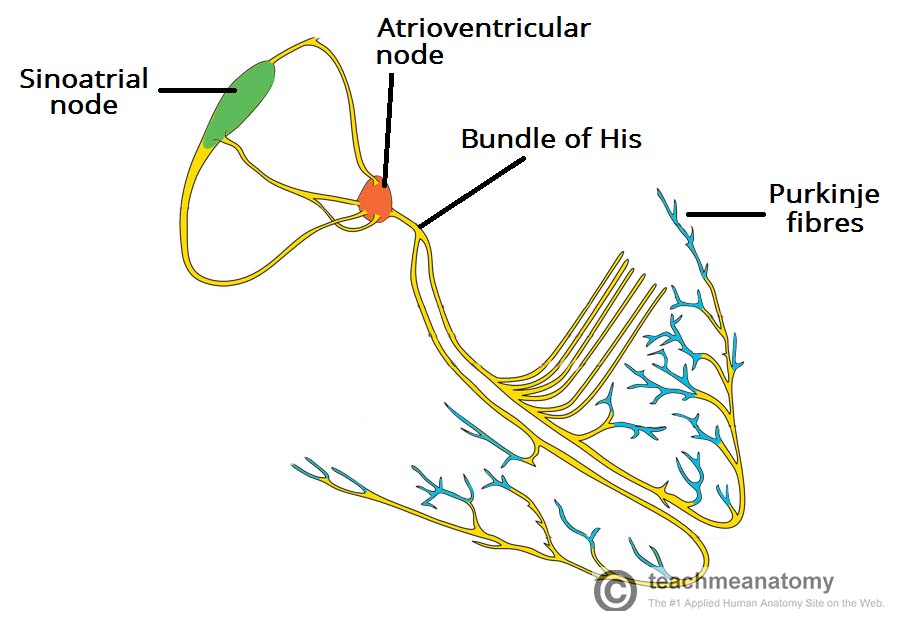 Atrioventricular
node
Sinoatrial
node
Bundle of His
Purkinje
fibres
© teachmeanatomy
The #1 Applied Human Anatomy Site on the Web.